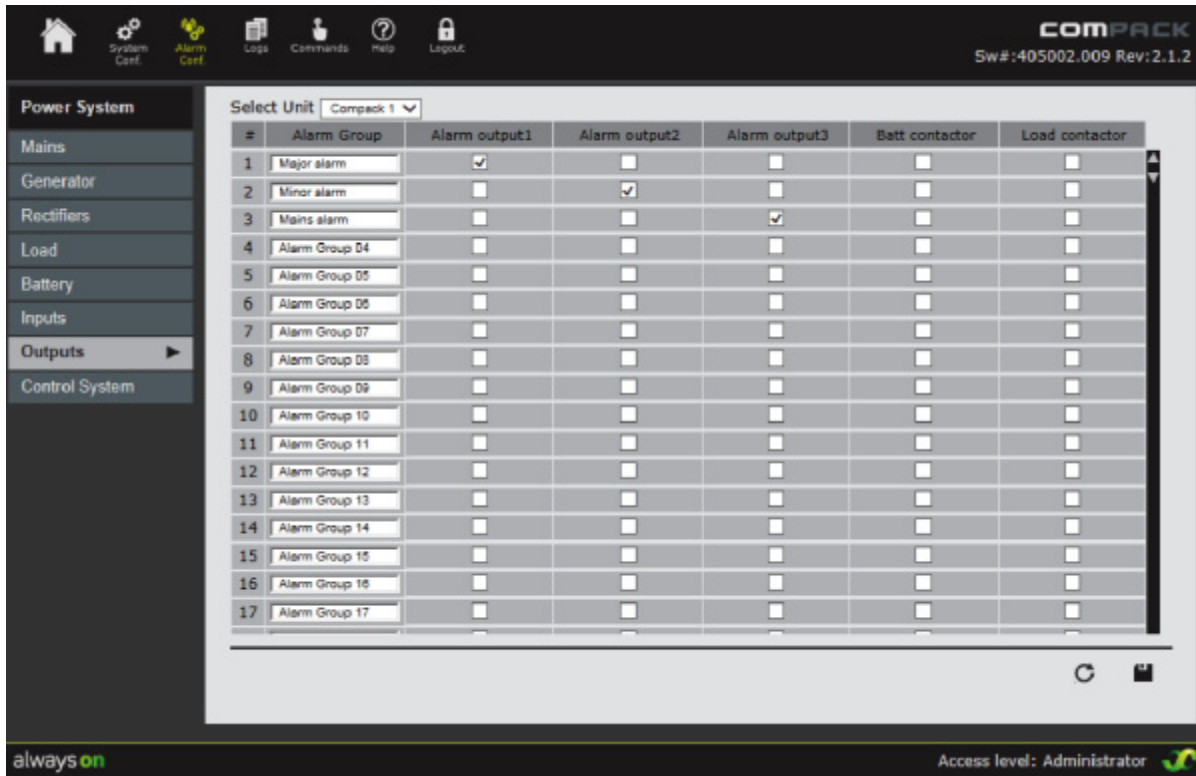 System Conf.
Alarm Conf.
Logs
Commands
Help
Logout
COMPACK
Sw#:405002.009 Rev:2.1.2
Power System
Mains
Generator
Rectifiers
Load
Battery
Inputs
Outputs
Control System
Select Unit Compack 1
# Alarm Group Alarm output1 Alarm output2 Alarm output3 Batt contactor Load contactor
1 Major alarm
2 Minor alarm
3 Mains alarm
4 Alarm Group 04
5 Alarm Group 05
6 Alarm Group 06
7 Alarm Group 07
8 Alarm Group 08
9 Alarm Group 09
10 Alarm Group 10
11 Alarm Group 11
12 Alarm Group 12
13 Alarm Group 13
14 Alarm Group 14
15 Alarm Group 15
16 Alarm Group 16
17 Alarm Group 17
always on
Access level: Administrator